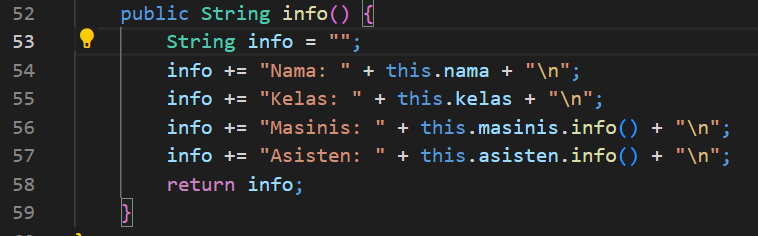 52 public String info() {
53 String info = "";
54 info += "Nama: " + this.nama + "\n";
55 info += "Kelas: " + this.kelas + "\n";
56 info += "Masinis: " + this.masinis.info() + "\n";
57 info += "Asisten: " + this.asisten.info() + "\n";
58 return info;
59 }